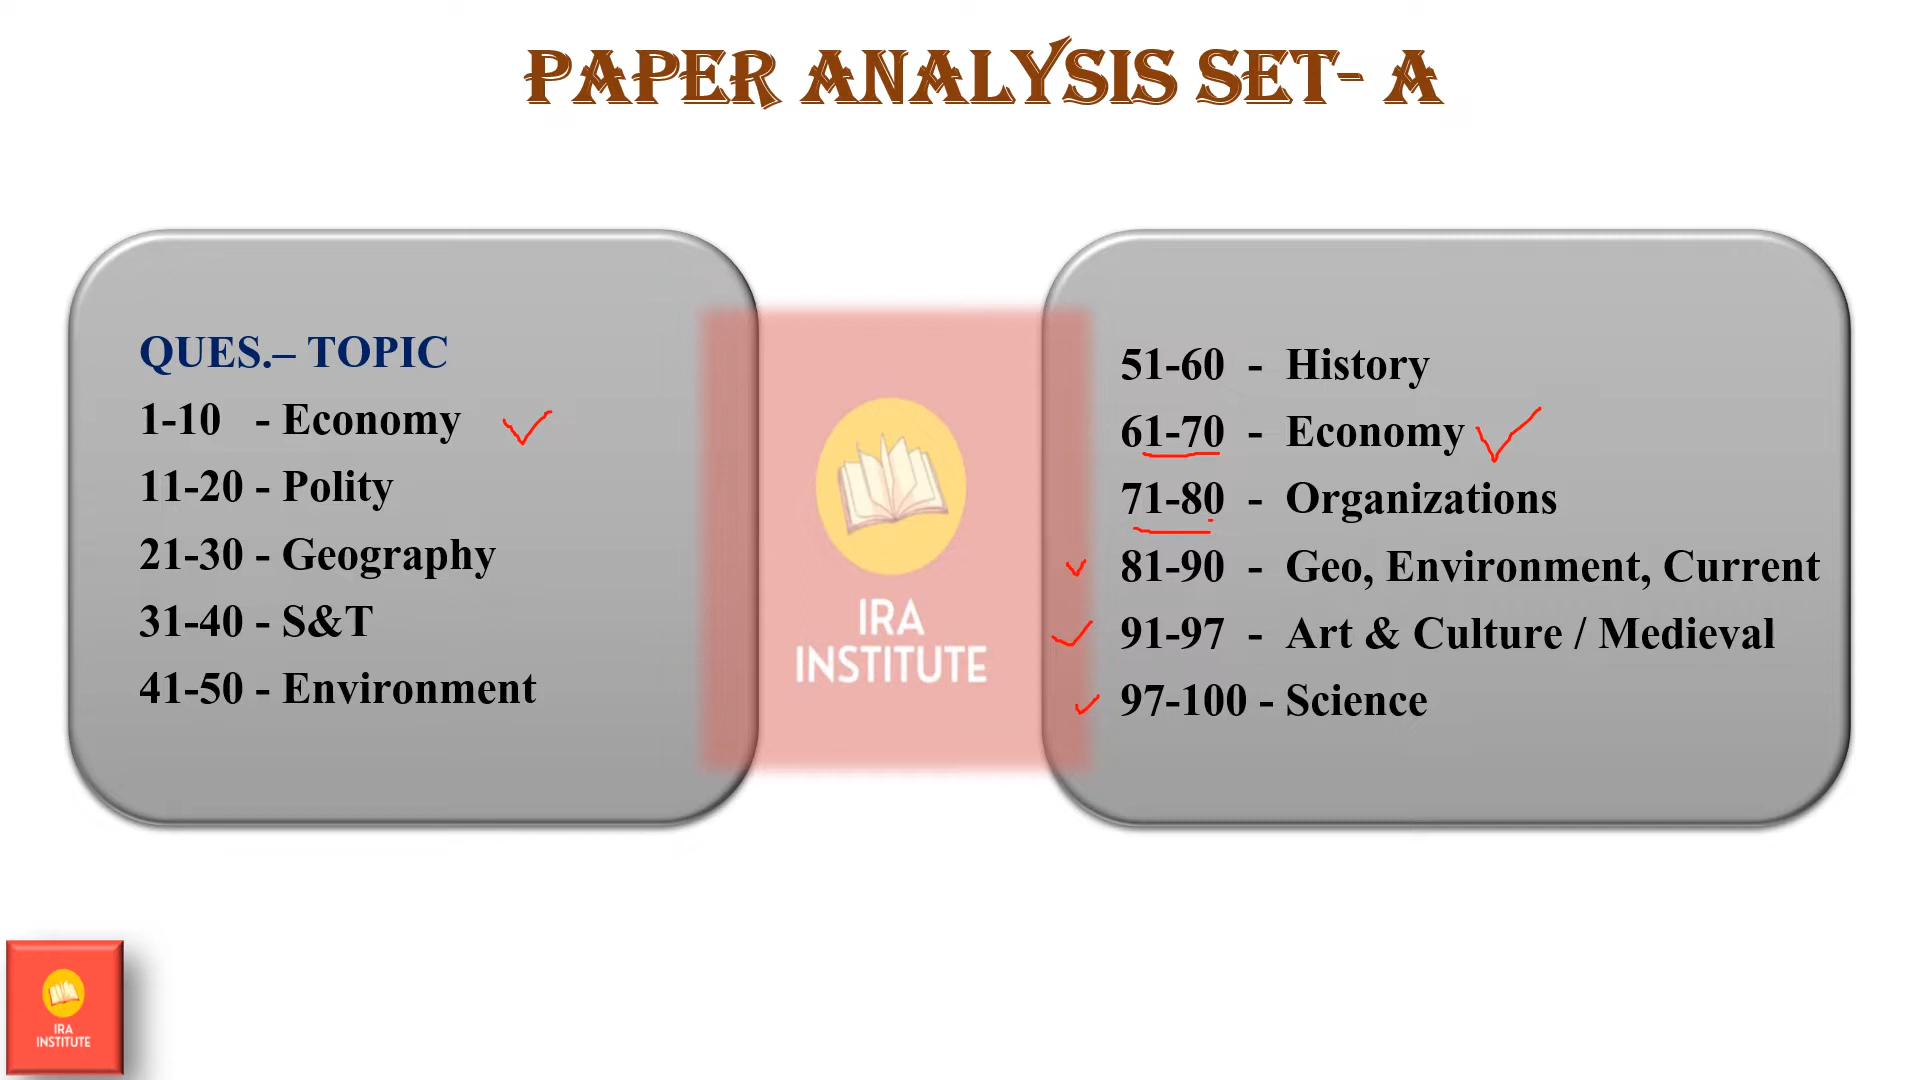 PAPER ANALYSIS SET- A
QUES.– TOPIC
1-10 - Economy
11-20 - Polity
21-30 - Geography
31-40 - S&T
41-50 - Environment
IRA
INSTITUTE
51-60 - History
61-70 - Economy
71-80 - Organizations
81-90 - Geo, Environment, Current
91-97 - Art & Culture / Medieval
97-100 - Science
IRA
INSTITUTE